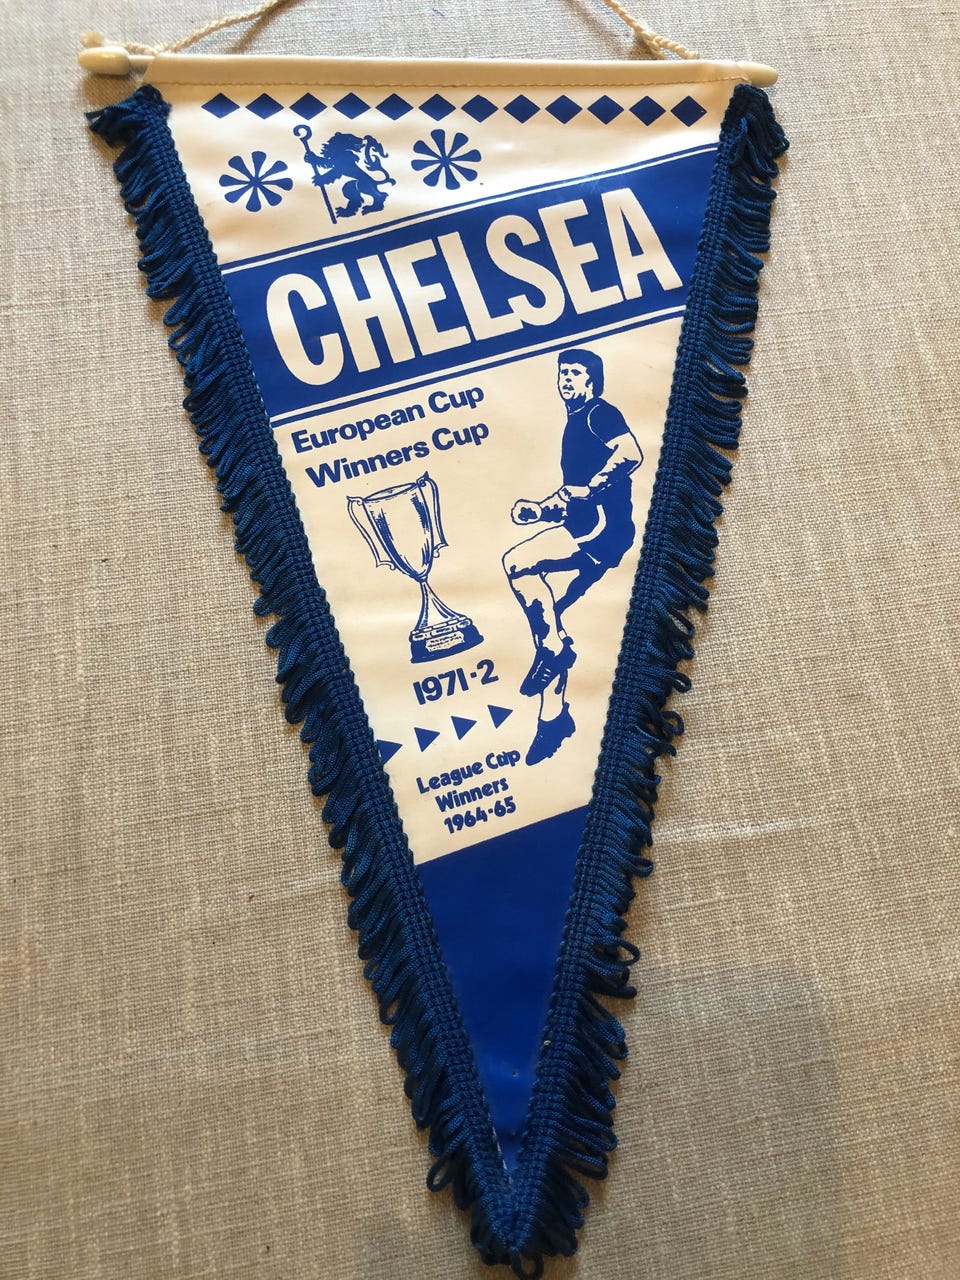 CHELSEA
European Cup
Winners Cup
1971-2
League Cup
Winners
1964-65